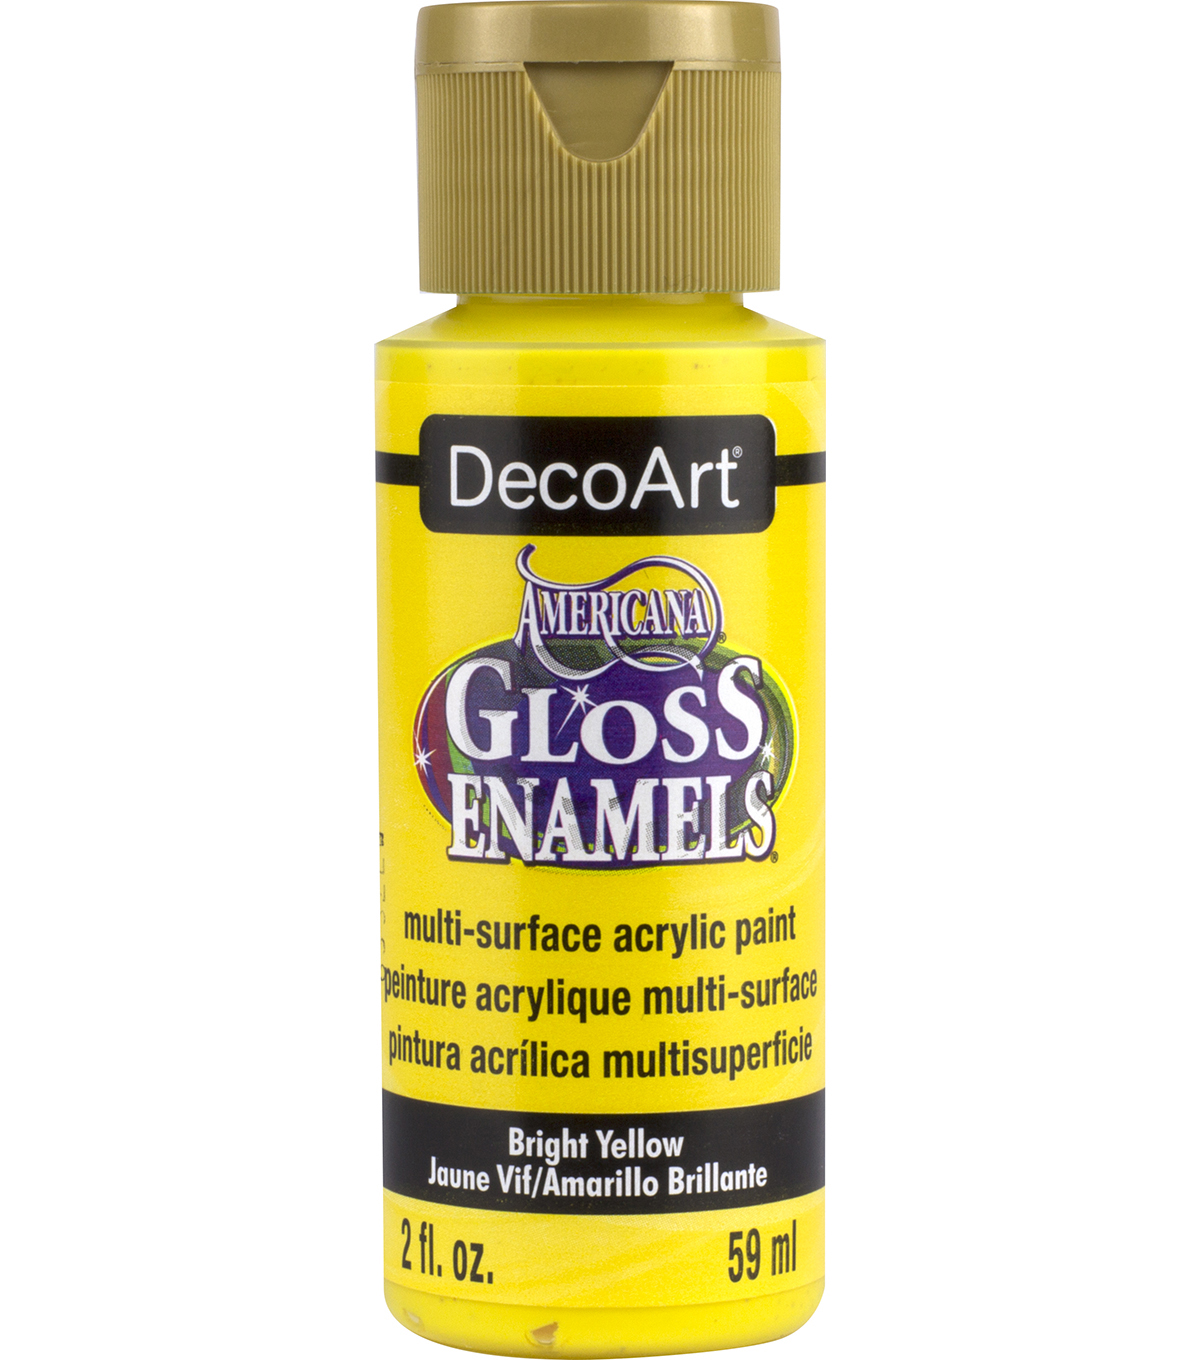 DecoArt®
AMERICANA®
GLOSS
ENAMELS®
multi-surface acrylic paint
peinture acrylique multi-surface
pintura acrílica multisuperficie
Bright Yellow
Jaune Vif/Amarillo Brillante
2 fl. oz. 59 ml